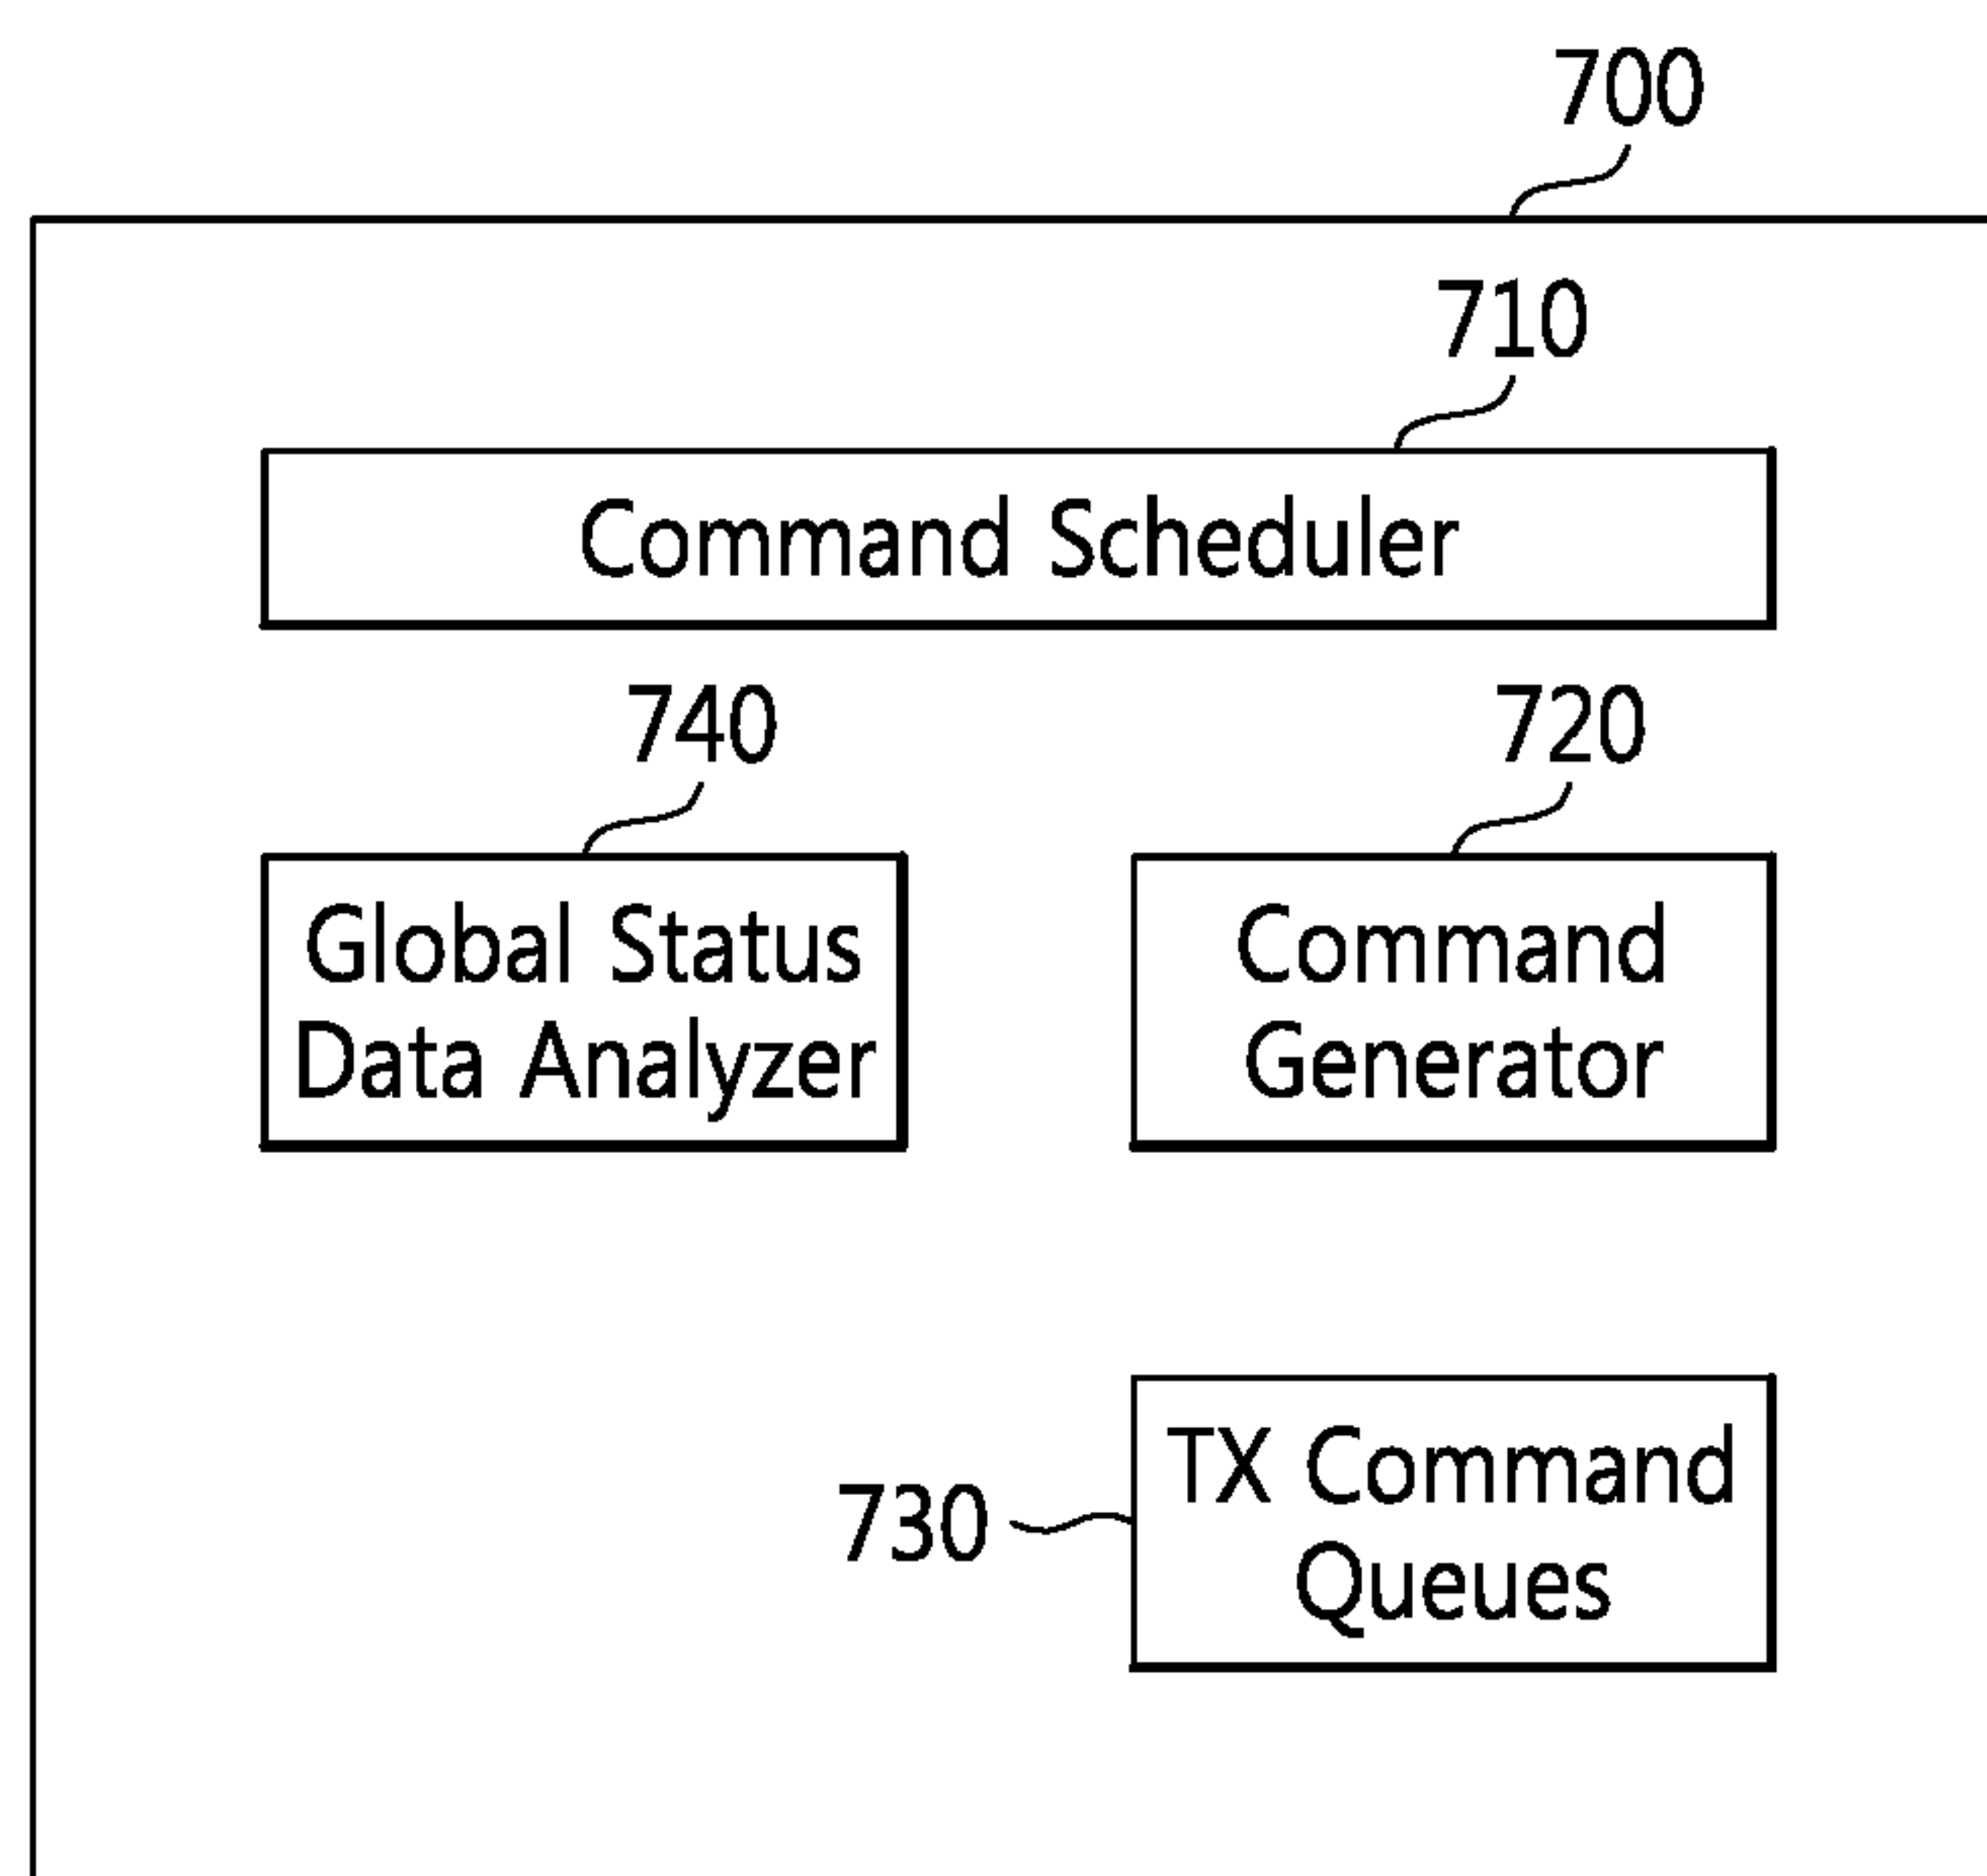 700
710
Command Scheduler
740
720
Global Status
Data Analyzer
Command
Generator
730
TX Command
Queues